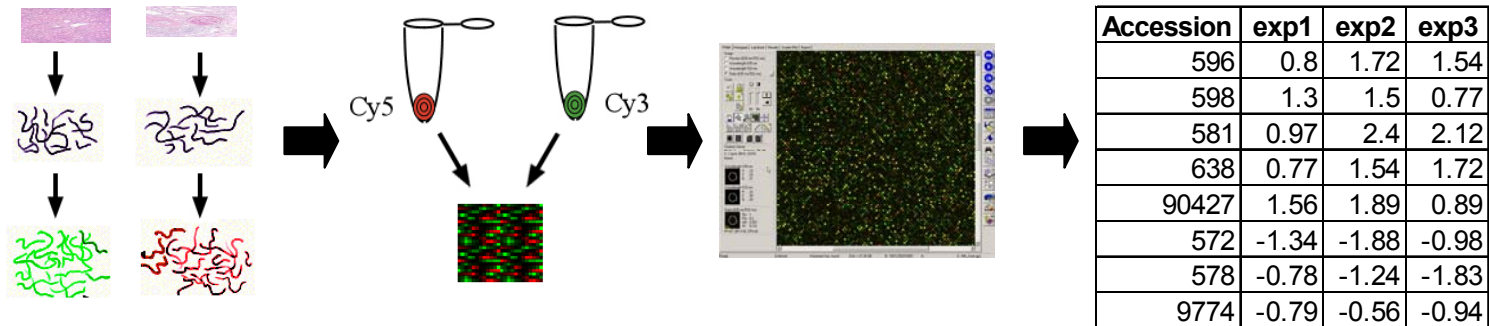 Cy5
Cy3
Accession exp1 exp2 exp3
596 0.8 1.72 1.54
598 1.3 1.5 0.77
581 0.97 2.4 2.12
638 0.77 1.54 1.72
90427 1.56 1.89 0.89
572 -1.34 -1.88 -0.98
578 -0.78 -1.24 -1.83
9774 -0.79 -0.56 -0.94